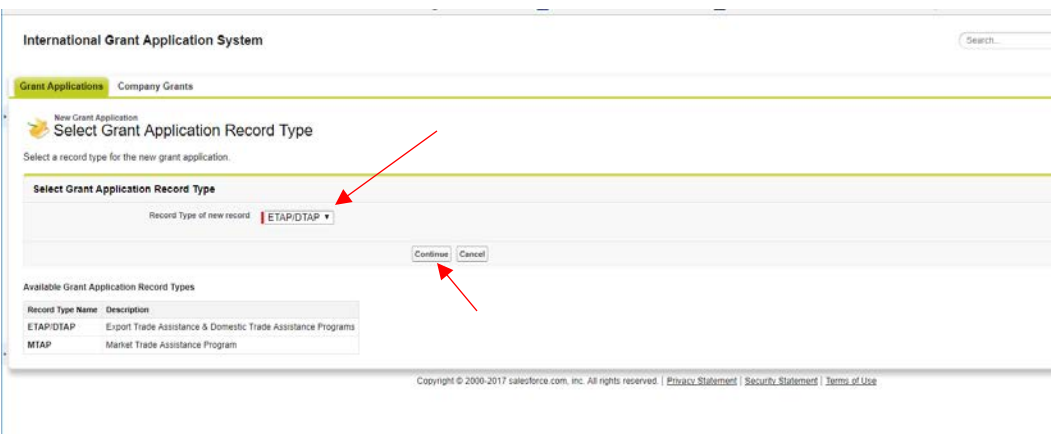 International Grant Application System
Search...
Grant Applications Company Grants
New Grant Application
Select Grant Application Record Type
Select a record type for the new grant application.
Select Grant Application Record Type
Record Type of new record ETAP/DTAP
Continue Cancel
Available Grant Application Record Types
Record Type Name Description
ETAP/DTAP Export Trade Assistance & Domestic Trade Assistance Programs
MTAP Market Trade Assistance Program
Copyright © 2000-2017 salesforce.com, inc. All rights reserved. | Privacy Statement | Security Statement | Terms of Use